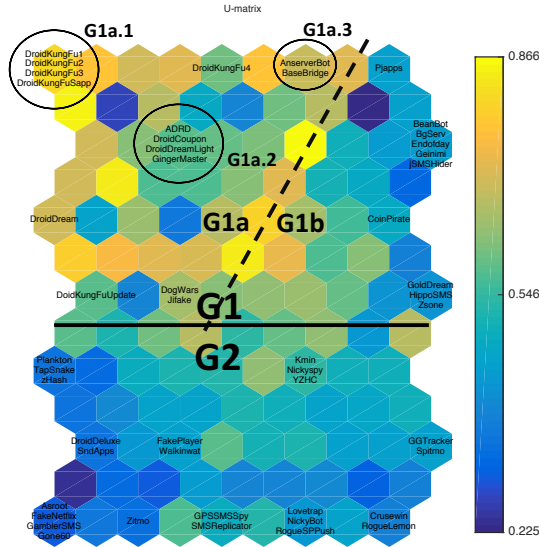 U-matrix
G1a.1
G1a.3
DroidKungFu1
DroidKungFu2
DroidKungFu3
DroidKungFuSapp
DroidKungFu4
AnserverBot
BaseBridge
Pjapps
0.866
ADRD
DroidCoupon
DroidDreamLight
GingerMaster
G1a.2
BeanBot
BgServ
Endofday
Geinimi
jSMSHider
DroidDream
G1a
G1b
CoinPirate
DoidKungFuUpdate
DogWars
Jifake
G1
GoldDream
HippoSMS
Zsone
0.546
G2
Plankton
TapSnake
zHash
Kmin
Nickyspy
YZHC
DroidDeluxe
SndApps
FakePlayer
Walkinwat
GGTracker
Spitmo
Asroot
FakeNetflix
GamblerSMS
Gone60
Zitmo
GPSSMSSpy
SMSReplicator
Lovetrap
NickyBot
RogueSPPush
Crusewin
RogueLemon
0.225